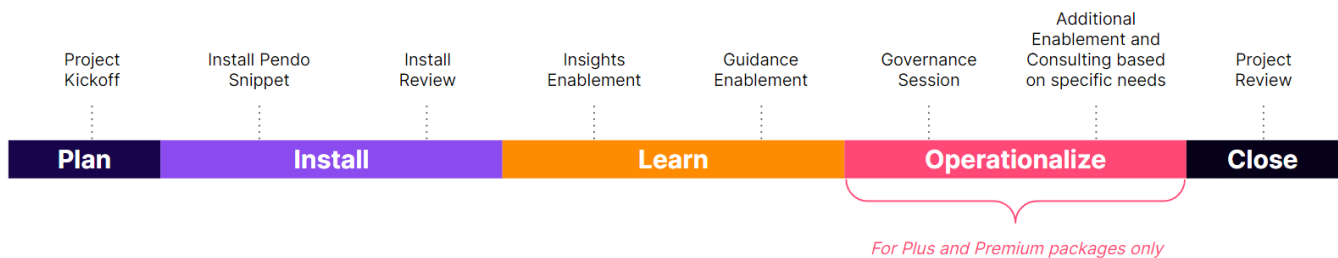 Project
Kickoff
Install Pendo
Snippet
Install
Review
Insights
Enablement
Guidance
Enablement
Governance
Session
Additional
Enablement and
Consulting based
on specific needs
Project
Review
Plan
Install
Learn
Operationalize
Close
For Plus and Premium packages only